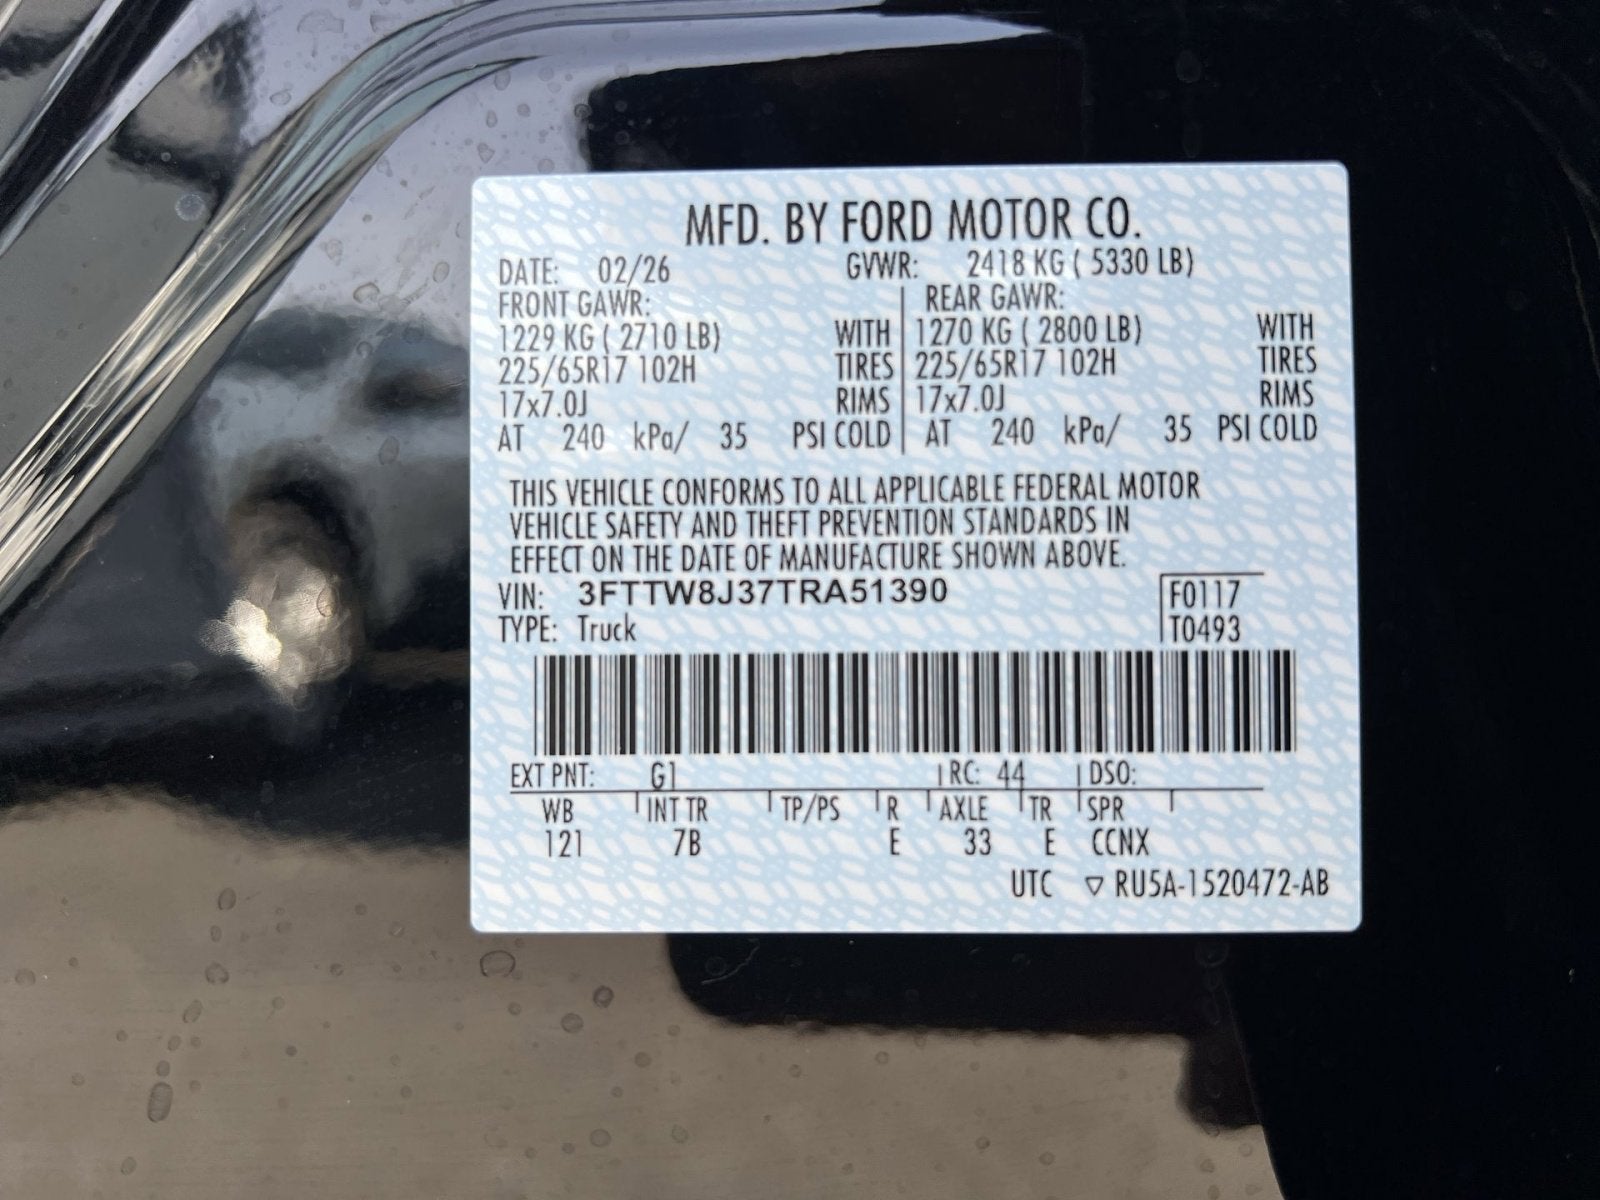 MFD. BY FORD MOTOR CO.
DATE: 02/26 GVWR: 2418 KG ( 5330 LB)
FRONT GAWR: REAR GAWR:
1229 KG ( 2710 LB) WITH 1270 KG ( 2800 LB) WITH
225/65R17 102H TIRES 225/65R17 102H TIRES
17x7.0J RIMS 17x7.0J RIMS
AT 240 kPa/ 35 PSI COLD AT 240 kPa/ 35 PSI COLD
THIS VEHICLE CONFORMS TO ALL APPLICABLE FEDERAL MOTOR
VEHICLE SAFETY AND THEFT PREVENTION STANDARDS IN
EFFECT ON THE DATE OF MANUFACTURE SHOWN ABOVE.
VIN: 3FTTW8J37TRA51390 F0117
TYPE: Truck T0493
EXT PNT: G1 RC: 44 DSO:
WB INT TR TP/PS R AXLE TR SPR
121 7B E 33 E CCNX
UTC ▽ RU5A-1520472-AB